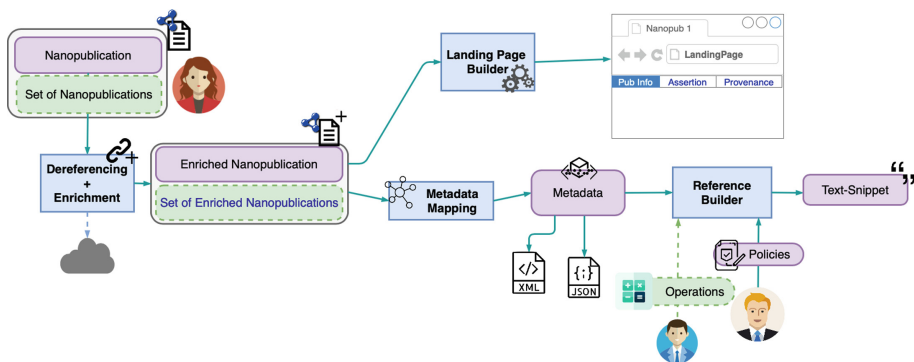 Nanopublication
Set of Nanopublications
Dereferencing
+
Enrichment
Enriched Nanopublication
Set of Enriched Nanopublications
Landing Page
Builder
Nanopub 1
LandingPage
Pub Info
Assertion
Provenance
Metadata
Mapping
Metadata
XML
JSON
Reference
Builder
Text-Snippet
Policies
Operations